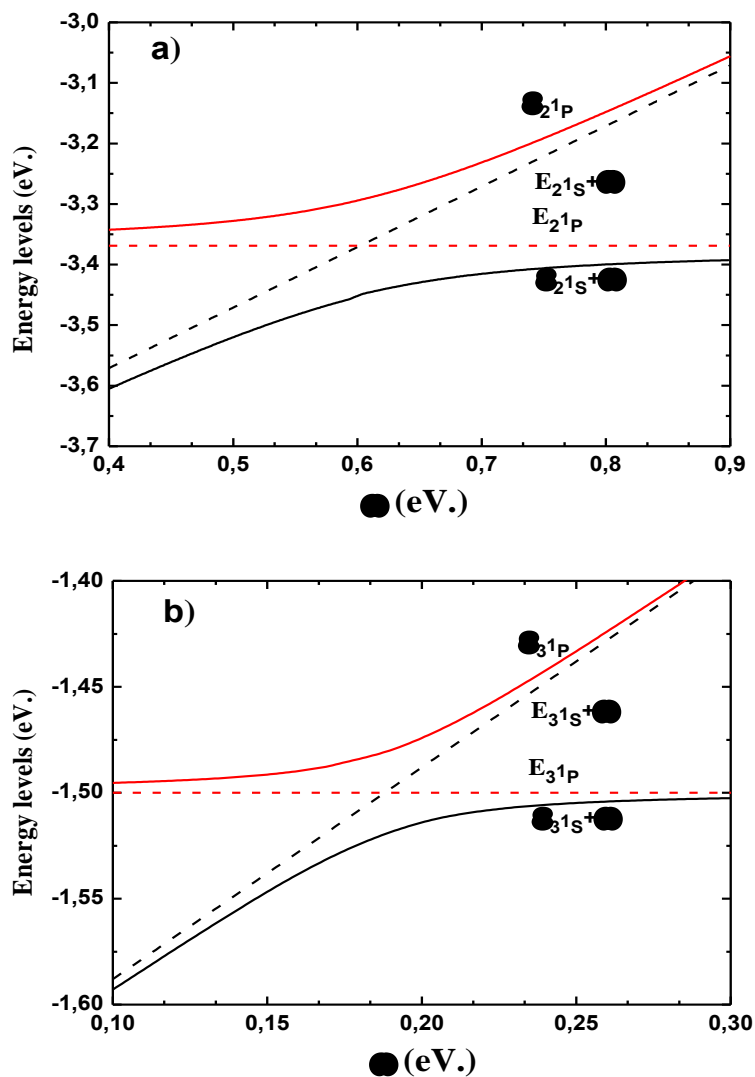 a)
-3,0
-3,1
-3,2
-3,3
-3,4
-3,5
-3,6
-3,7
Energy levels (eV.)
2¹P
E2¹S+
E2¹P
2¹S+
0,4 0,5 0,6 0,7 0,8 0,9
(eV.)
b)
-1,40
-1,45
-1,50
-1,55
-1,60
Energy levels (eV.)
3¹P
E3¹S+
E3¹P
3¹S+
0,10 0,15 0,20 0,25 0,30
(eV.)